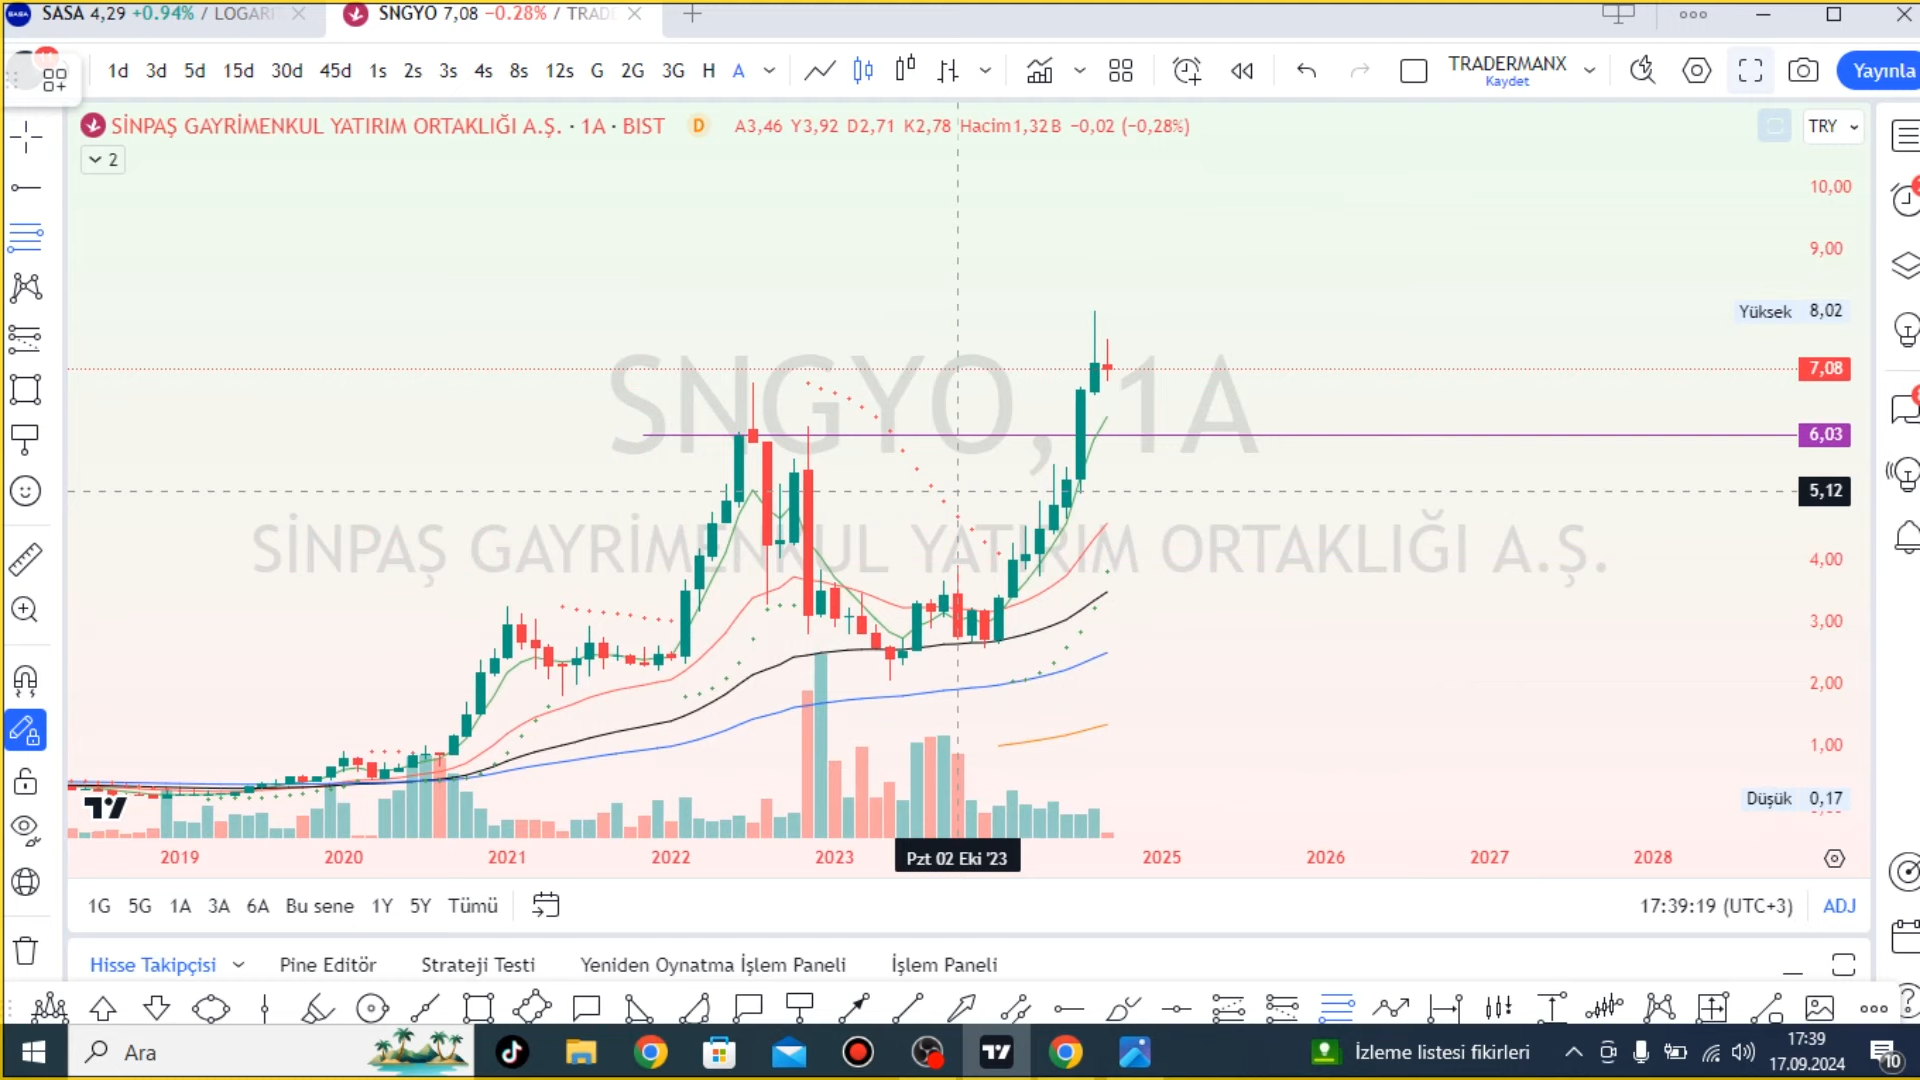 SASA 4,29 +0.94% / LOGARI
SNGYO 7,08 −0.28% / TRAD
11
1d 3d 5d 15d 30d 45d 1s 2s 3s 4s 8s 12s G 2G 3G H A
TRADERMANX
Kaydet
Yayınla
SİNPAŞ GAYRİMENKUL YATIRIM ORTAKLIĞI A.Ş. · 1A · BIST D A3,46 Y3,92 D2,71 K2,78 Hacim1,32B −0,02 (−0,28%)
TRY
2
10,00
9,00
Yüksek 8,02
7,08
6,03
5,12
4,00
3,00
2,00
1,00
Düşük 0,17
SNGYO, 1A
SİNPAŞ GAYRİMENKUL YATIRIM ORTAKLIĞI A.Ş.
2019 2020 2021 2022 2023 Pzt 02 Eki '23 2025 2026 2027 2028
1G 5G 1A 3A 6A Bu sene 1Y 5Y Tümü
17:39:19 (UTC+3) ADJ
Hisse Takipçisi Pine Editör Strateji Testi Yeniden Oynatma İşlem Paneli İşlem Paneli
Ara
İzleme listesi fikirleri
17:39
17.09.2024
10